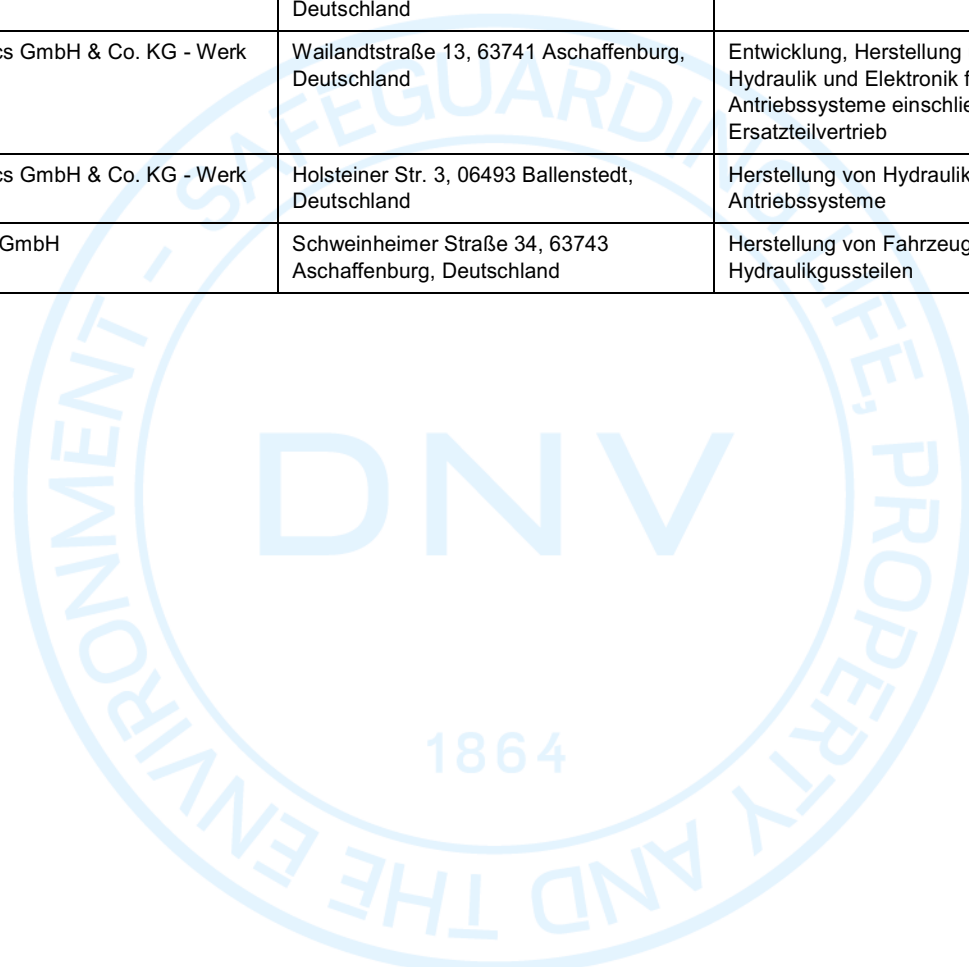 Deutschland
cs GmbH & Co. KG - Werk
Wailandtstraße 13, 63741 Aschaffenburg,
Deutschland
Entwicklung, Herstellung
Hydraulik und Elektronik f
Antriebssysteme einschlie
Ersatzteilvertrieb
cs GmbH & Co. KG - Werk
Holsteiner Str. 3, 06493 Ballenstedt,
Deutschland
Herstellung von Hydraulik
Antriebssysteme
GmbH
Schweinheimer Straße 34, 63743
Aschaffenburg, Deutschland
Herstellung von Fahrzeug
Hydraulikgussteilen
SAFEGUARDING LIFE, PROPERTY AND THE ENVIRONMENT -
DNV
1864